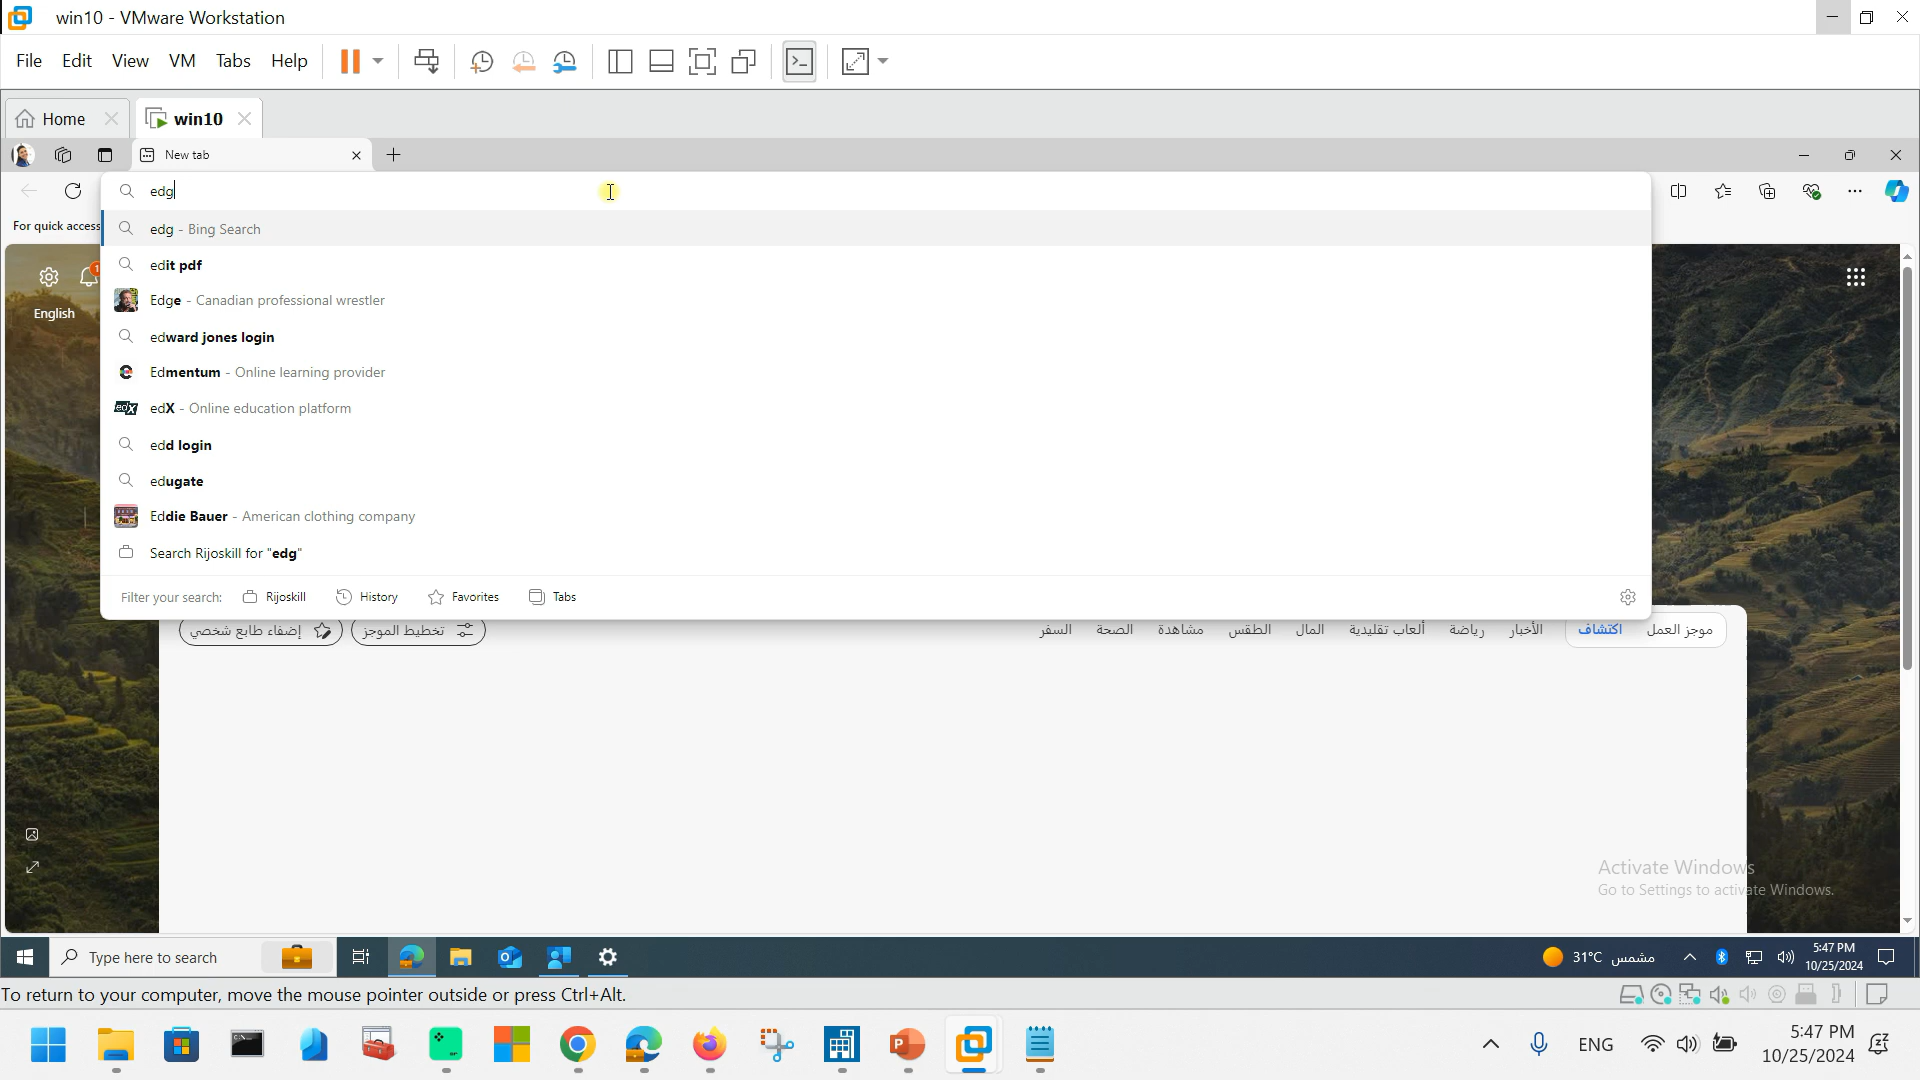 win10 - VMware Workstation
File Edit View VM Tabs Help
Home win10
New tab
edg
edg - Bing Search
For quick access
edit pdf
1
Edge - Canadian professional wrestler
English
edward jones login
Edmentum - Online learning provider
edX edX - Online education platform
edd login
edugate
Eddie Bauer - American clothing company
Search Rijoskill for "edg"
Filter your search: Rijoskill History Favorites Tabs
موجز العمل اكتشاف الأخبار رياضة ألعاب تقليدية المال الطقس مشاهدة الصحة السفر تخطيط الموجز إضفاء طابع شخصي
Activate Windows
Go to Settings to activate Windows.
Type here to search
31°C مشمس
5:47 PM
10/25/2024
To return to your computer, move the mouse pointer outside or press Ctrl+Alt.
ENG
5:47 PM
10/25/2024